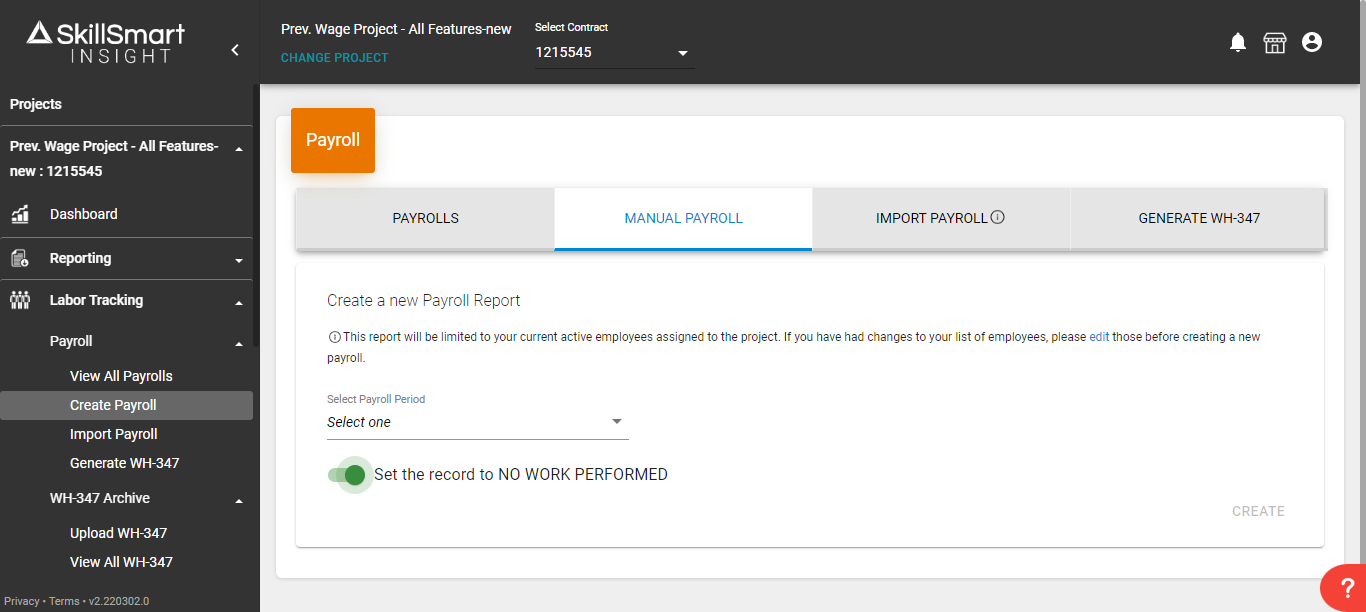 SkillSmart
INSIGHT
Prev. Wage Project - All Features-new
CHANGE PROJECT
Select Contract
1215545
Projects
Prev. Wage Project - All Features-
new : 1215545
Dashboard
Reporting
Labor Tracking
Payroll
View All Payrolls
Create Payroll
Import Payroll
Generate WH-347
WH-347 Archive
Upload WH-347
View All WH-347
Privacy • Terms • v2.220302.0
Payroll
PAYROLLS
MANUAL PAYROLL
IMPORT PAYROLL
GENERATE WH-347
Create a new Payroll Report
This report will be limited to your current active employees assigned to the project. If you have had changes to your list of employees, please edit those before creating a new
payroll.
Select Payroll Period
Select one
Set the record to NO WORK PERFORMED
CREATE
?